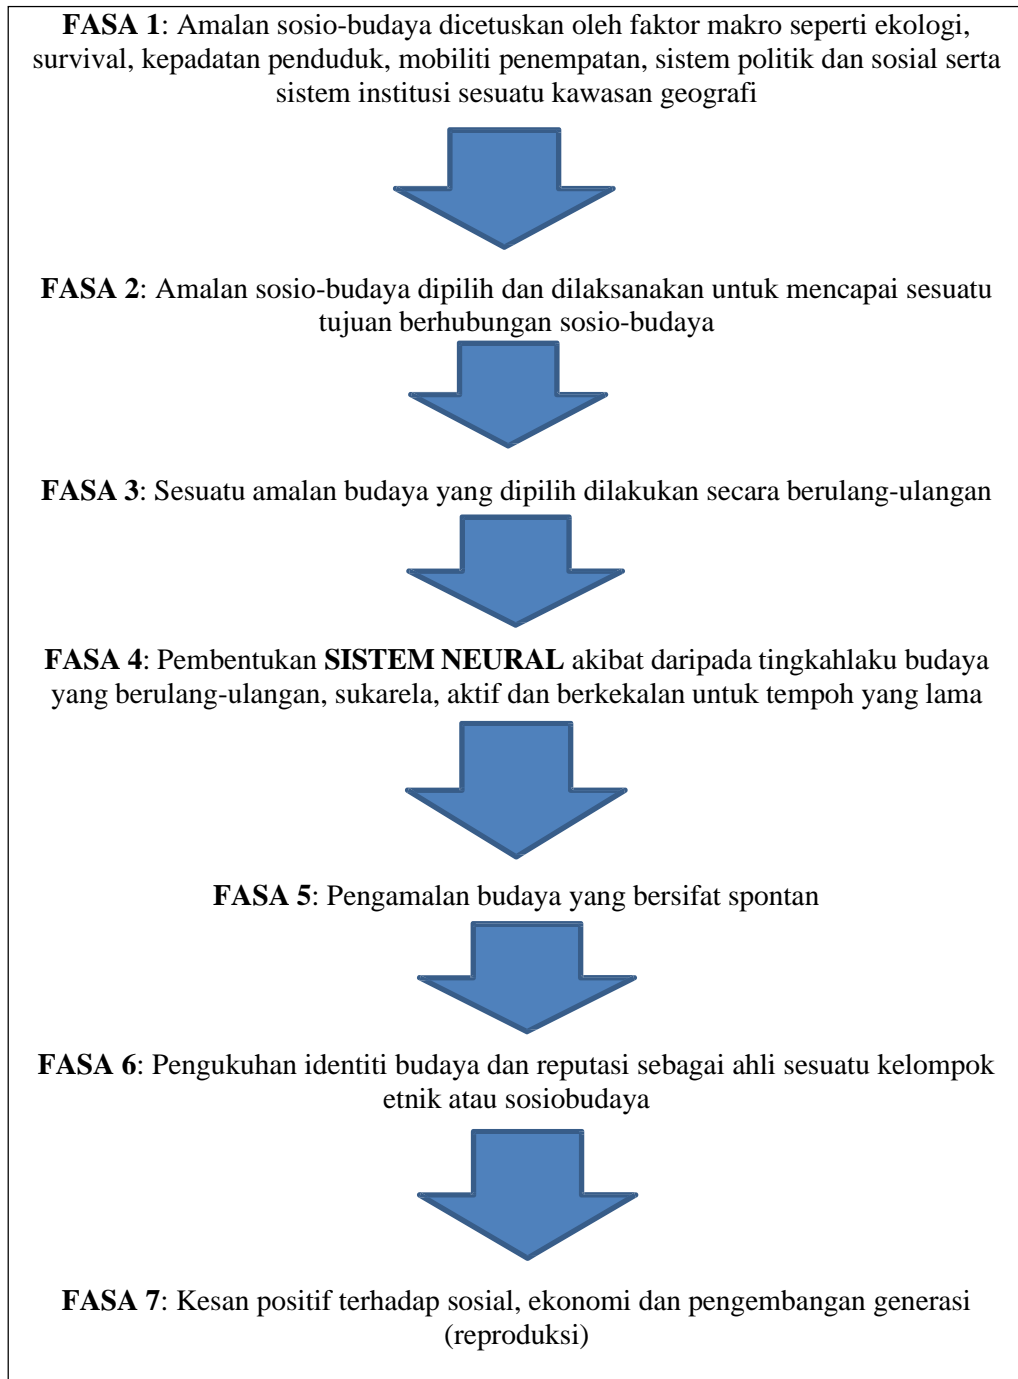 FASA 1: Amalan sosio-budaya dicetuskan oleh faktor makro seperti ekologi,
survival, kepadatan penduduk, mobiliti penempatan, sistem politik dan sosial serta
sistem institusi sesuatu kawasan geografi
FASA 2: Amalan sosio-budaya dipilih dan dilaksanakan untuk mencapai sesuatu
tujuan berhubungan sosio-budaya
FASA 3: Sesuatu amalan budaya yang dipilih dilakukan secara berulang-ulangan
FASA 4: Pembentukan SISTEM NEURAL akibat daripada tingkahlaku budaya
yang berulang-ulangan, sukarela, aktif dan berkekalan untuk tempoh yang lama
FASA 5: Pengamalan budaya yang bersifat spontan
FASA 6: Pengukuhan identiti budaya dan reputasi sebagai ahli sesuatu kelompok
etnik atau sosiobudaya
FASA 7: Kesan positif terhadap sosial, ekonomi dan pengembangan generasi
(reproduksi)